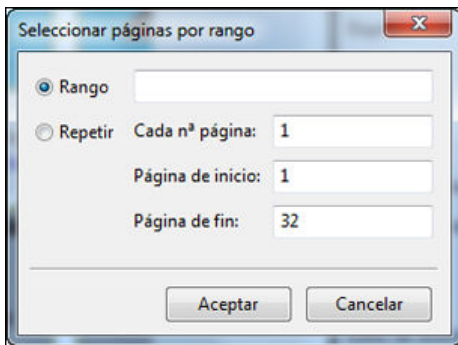 Seleccionar páginas por rango
Rango
Repetir Cada nª página: 1
Página de inicio: 1
Página de fin: 32
Aceptar Cancelar